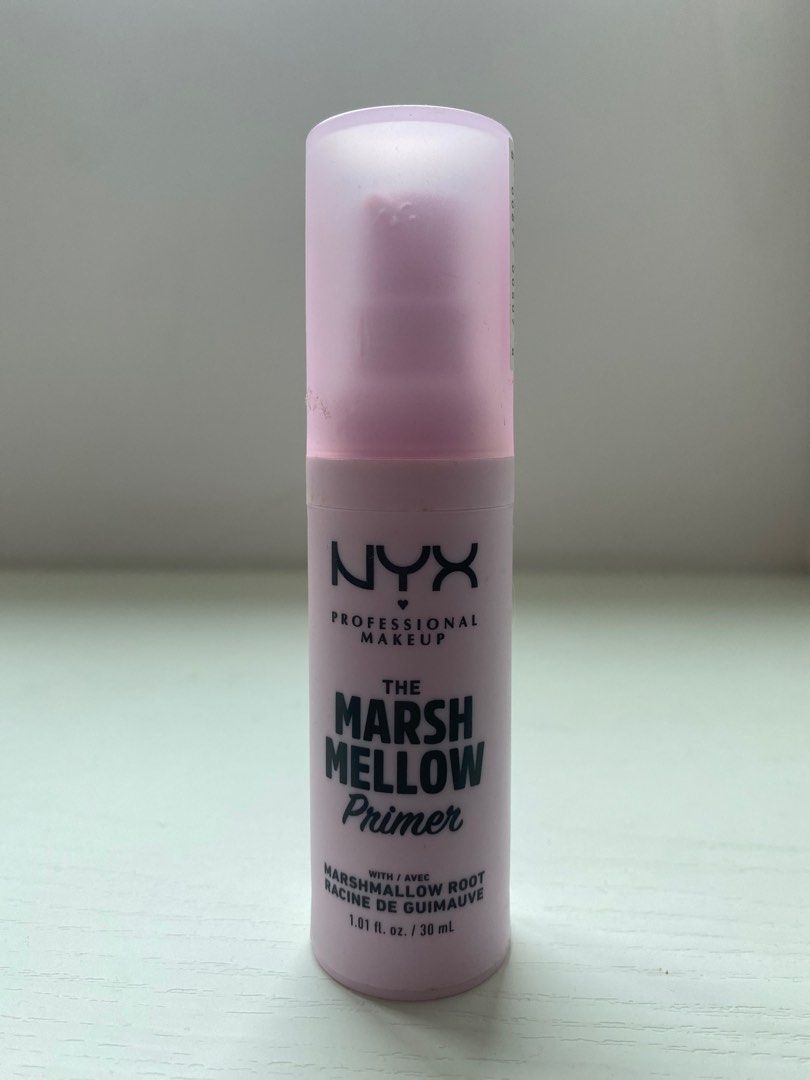 NYX
PROFESSIONAL
MAKEUP
THE
MARSH
MELLOW
Primer
WITH / AVEC
MARSHMALLOW ROOT
RACINE DE GUIMAUVE
1.01 fl. oz. / 30 mL